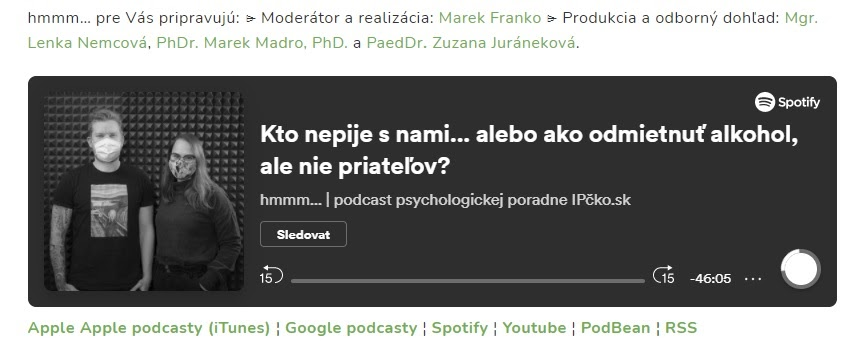 hmmm... pre Vás pripravujú: ⪢ Moderátor a realizácia: Marek Franko ⪢ Produkcia a odborný dohľad: Mgr.
Lenka Nemcová, PhDr. Marek Madro, PhD. a PaedDr. Zuzana Juráneková.
Spotify
Kto nepije s nami... alebo ako odmietnuť alkohol,
ale nie priateľov?
hmmm... | podcast psychologickej poradne IPčko.sk
Sledovat
15 15 -46:05 ...
Apple Apple podcasty (iTunes) ¦ Google podcasty ¦ Spotify ¦ Youtube ¦ PodBean ¦ RSS